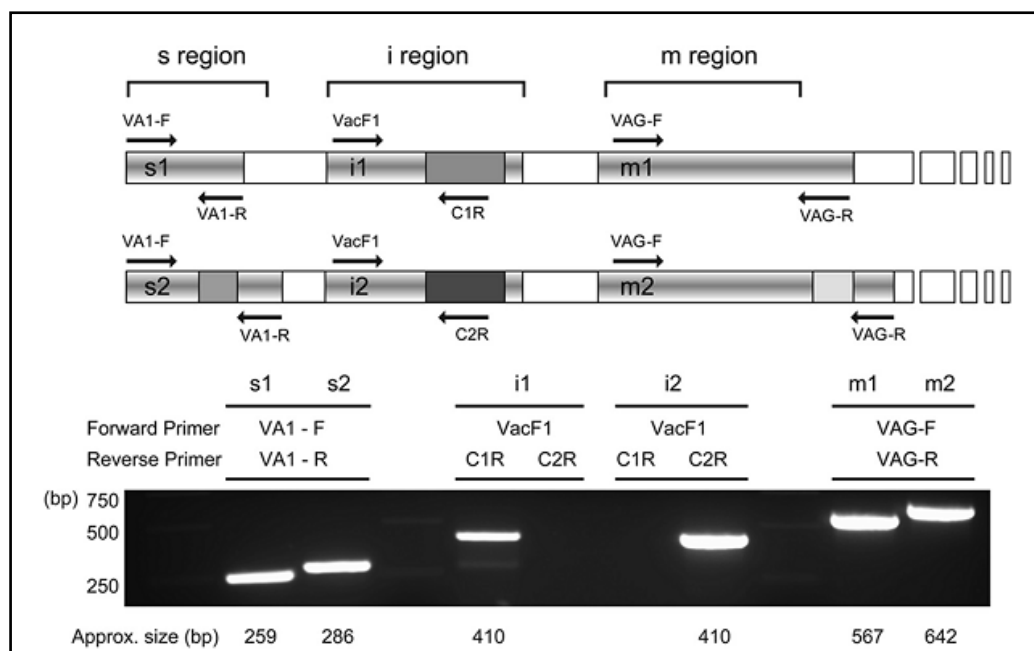 s region i region m region
VA1-F VacF1 VAG-F
s1 i1 m1
VA1-R C1R VAG-R
VA1-F VacF1 VAG-F
s2 i2 m2
VA1-R C2R VAG-R
s1 s2 i1 i2 m1 m2
Forward Primer VA1 - F VacF1 VacF1 VAG-F
Reverse Primer VA1 - R C1R C2R C1R C2R VAG-R
(bp) 750
500
250
Approx. size (bp) 259 286 410 410 567 642